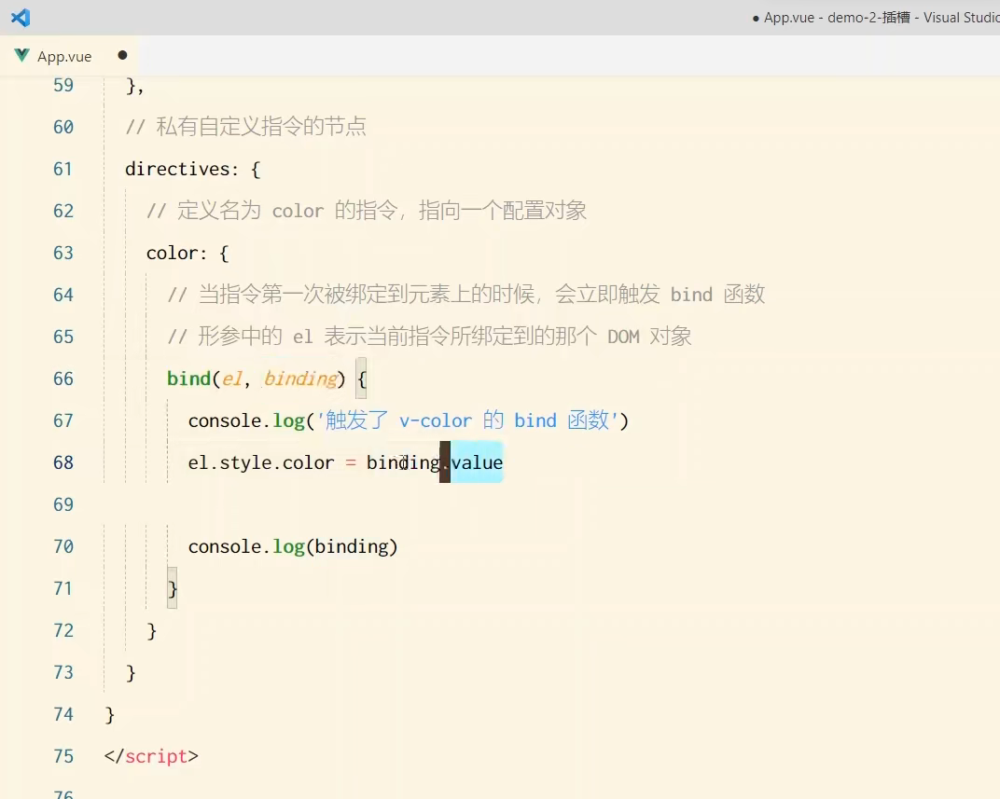 ● App.vue - demo-2-插槽 - Visual Studio
App.vue ●
59 },
60 // 私有自定义指令的节点
61 directives: {
62 // 定义名为 color 的指令，指向一个配置对象
63 color: {
64 // 当指令第一次被绑定到元素上的时候，会立即触发 bind 函数
65 // 形参中的 el 表示当前指令所绑定到的那个 DOM 对象
66 bind(el, binding) {
67 console.log('触发了 v-color 的 bind 函数')
68 el.style.color = binding.value
69
70 console.log(binding)
71 }
72 }
73 }
74 }
75 </script>
76